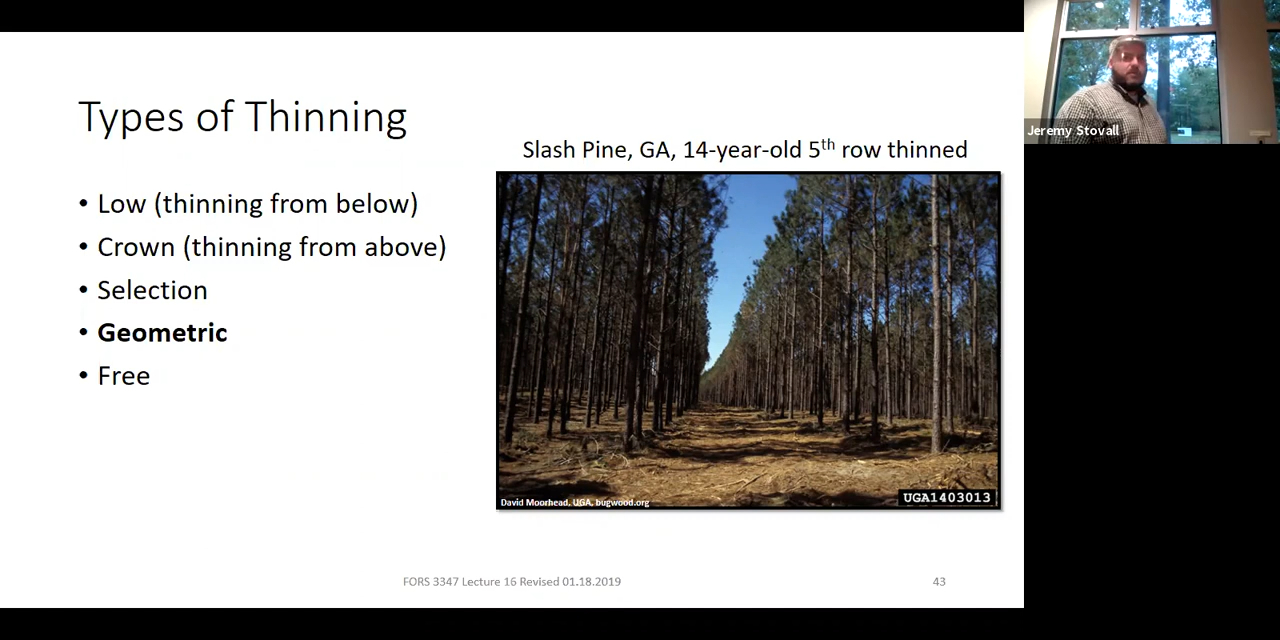 Types of Thinning
Slash Pine, GA, 14-year-old 5th row thinned
• Low (thinning from below)
• Crown (thinning from above)
• Selection
• Geometric
• Free
David Moorhead, UGA, bugwood.org
UGA1403013
FORS 3347 Lecture 16 Revised 01.18.2019
43
Jeremy Stovall